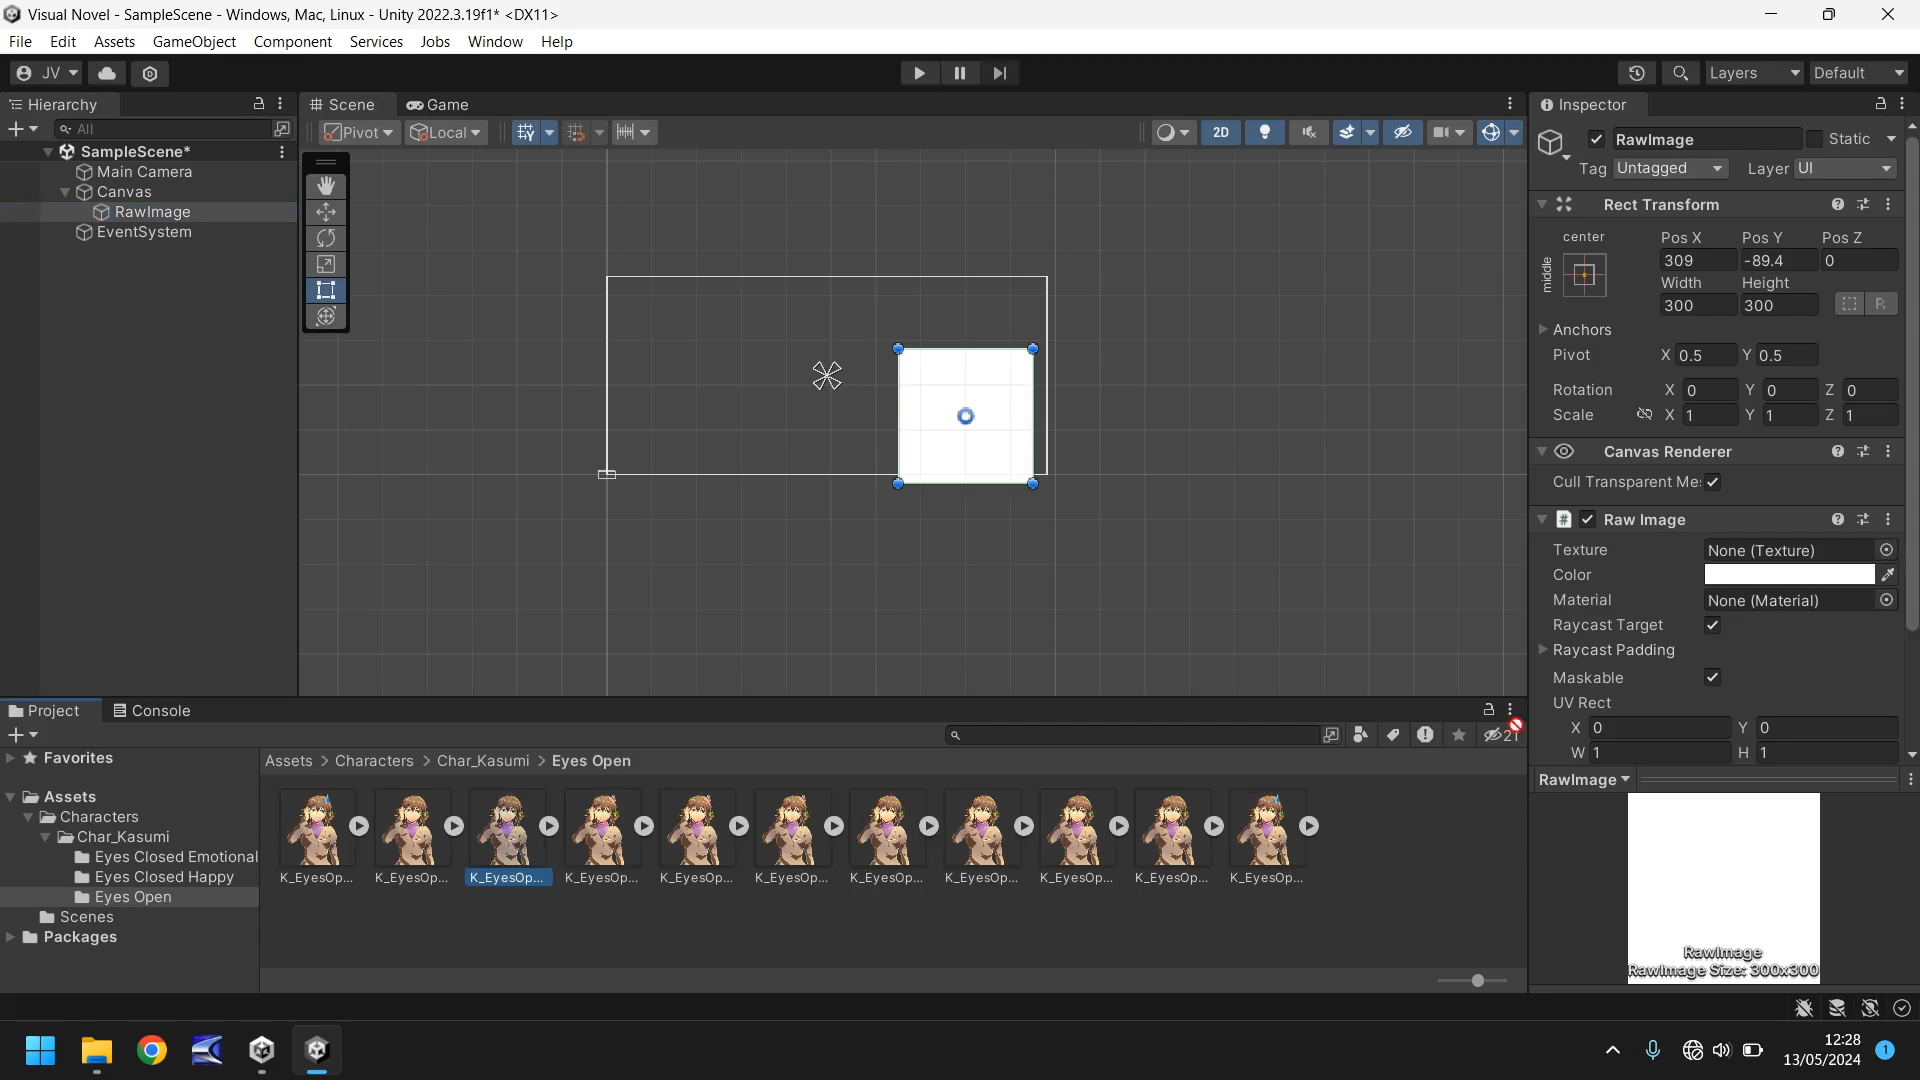 Visual Novel - SampleScene - Windows, Mac, Linux - Unity 2022.3.19f1* <DX11>
File Edit Assets GameObject Component Services Jobs Window Help
JV Layers Default
Hierarchy
All
SampleScene*
Main Camera
Canvas
RawImage
EventSystem
Scene Game
Pivot Local 2D
Inspector
RawImage Static
Tag Untagged Layer UI
Rect Transform
center Pos X Pos Y Pos Z
middle 309 -89.4 0
Width Height
300 300 R
Anchors
Pivot X 0.5 Y 0.5
Rotation X 0 Y 0 Z 0
Scale X 1 Y 1 Z 1
Canvas Renderer
Cull Transparent Me:
Raw Image
Texture None (Texture)
Color
Material None (Material)
Raycast Target
Raycast Padding
Maskable
UV Rect
X 0 Y 0
W 1 H 1
RawImage
RawImage
RawImage Size: 300x300
Project Console
21
Favorites
Assets
Characters
Char_Kasumi
Eyes Closed Emotional
Eyes Closed Happy
Eyes Open
Scenes
Packages
Assets > Characters > Char_Kasumi > Eyes Open
K_EyesOp... K_EyesOp... K_EyesOp... K_EyesOp... K_EyesOp... K_EyesOp... K_EyesOp... K_EyesOp... K_EyesOp... K_EyesOp... K_EyesOp...
12:28
13/05/2024 1